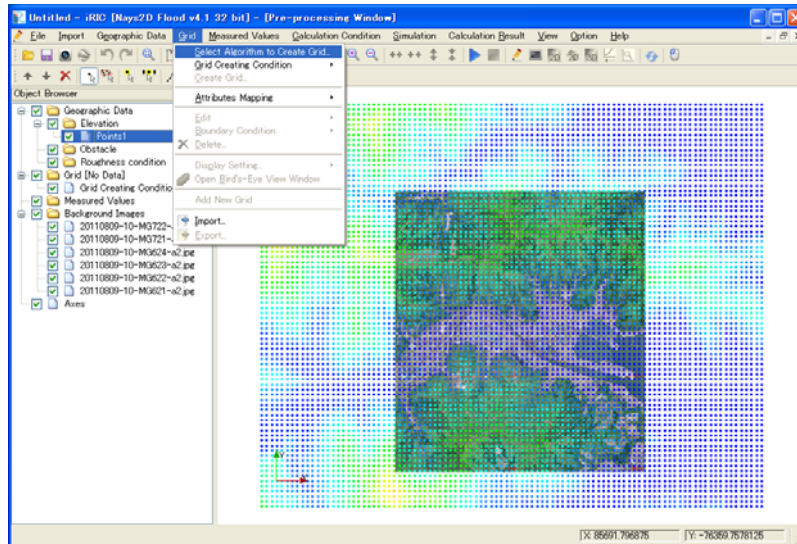 Untitled - iRIC [Nays2D Flood v4.1 32 bit] - [Pre-processing Window]
File Import Geographic Data Grid Measured Values Calculation Condition Simulation Calculation Result View Option Help
Select Algorithm to Create Grid...
Grid Creating Condition
Create Grid...
Attributes Mapping
Edit
Boundary Condition
Delete...
Display Setting...
Open Bird's-Eye View Window
Add New Grid
Import...
Export...
Object Browser
Geographic Data
Elevation
Points1
Obstacle
Roughness condition
Grid [No Data]
Grid Creating Conditio
Measured Values
Background Images
20110809-10-MG722-
20110809-10-MG721-
20110809-10-MG624-a2.jpg
20110809-10-MG623-a2.jpg
20110809-10-MG622-a2.jpg
20110809-10-MG621-a2.jpg
Axes
Y
X
X: 85691.796875 Y: -76359.7578125